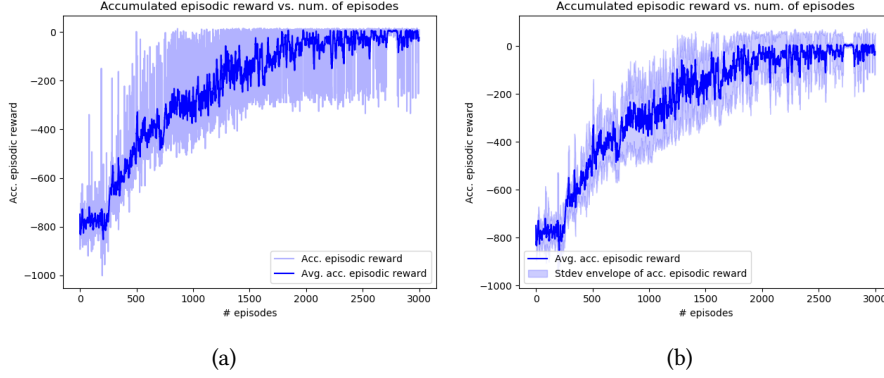 Accumulated episodic reward vs. num. of episodes
Acc. episodic reward
0
−200
−400
−600
−800
−1000
0
500
1000
1500
2000
2500
3000
# episodes
Acc. episodic reward
Avg. acc. episodic reward
(a)
Accumulated episodic reward vs. num. of episodes
Acc. episodic reward
0
−200
−400
−600
−800
−1000
0
500
1000
1500
2000
2500
3000
# episodes
Avg. acc. episodic reward
Stdev envelope of acc. episodic reward
(b)